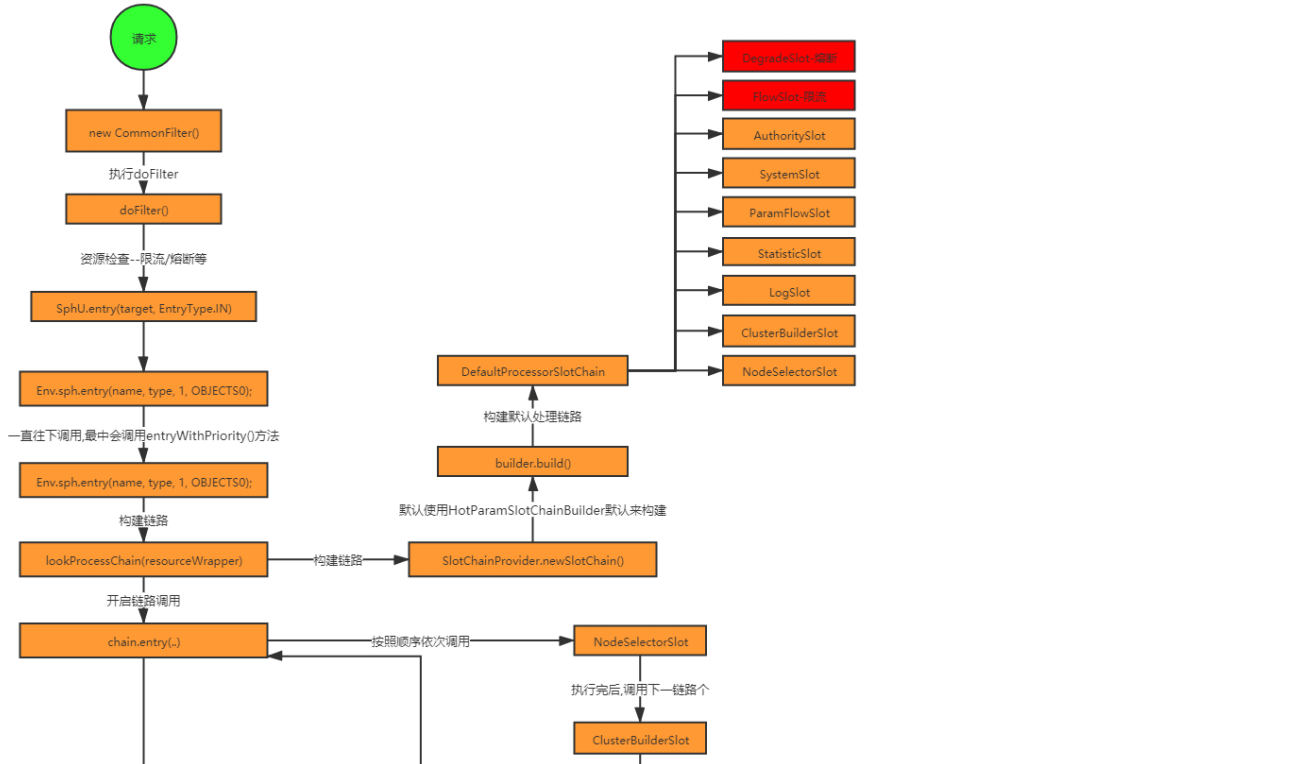 请求
new CommonFilter()
执行doFilter
doFilter()
资源检查--限流/熔断等
SphU.entry(target, EntryType.IN)
Env.sph.entry(name, type, 1, OBJECTS0);
一直往下调用,最中会调用entryWithPriority()方法
Env.sph.entry(name, type, 1, OBJECTS0);
构建链路
lookProcessChain(resourceWrapper)
构建链路
SlotChainProvider.newSlotChain()
默认使用HotParamSlotChainBuilder默认来构建
builder.build()
构建默认处理链路
DefaultProcessorSlotChain
DegradeSlot-熔断
FlowSlot-限流
AuthoritySlot
SystemSlot
ParamFlowSlot
StatisticSlot
LogSlot
ClusterBuilderSlot
NodeSelectorSlot
开启链路调用
chain.entry(..)
按照顺序依次调用
NodeSelectorSlot
执行完后,调用下一链路个
ClusterBuilderSlot